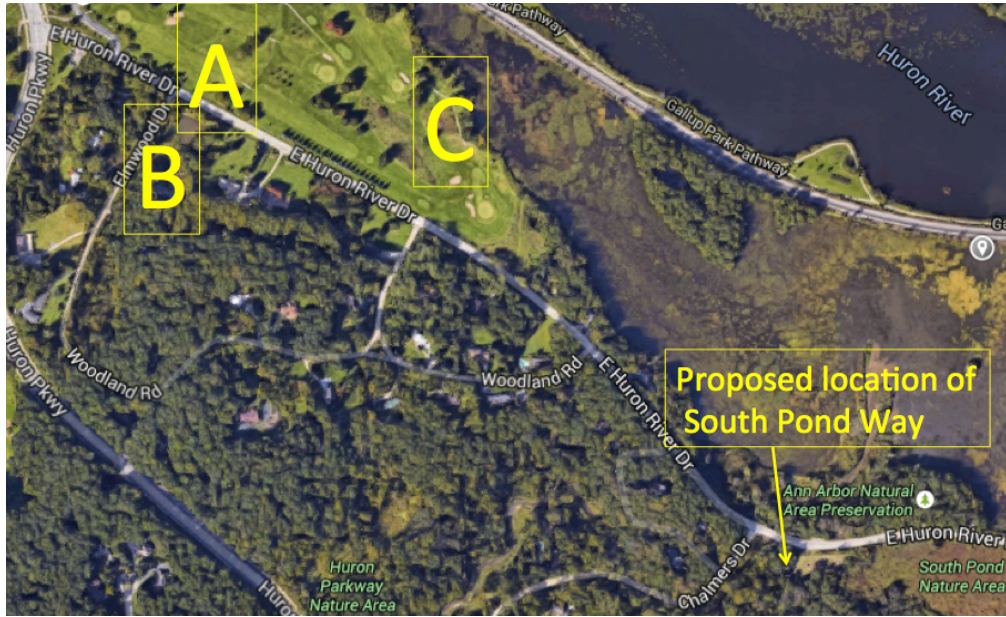 Huron Pkwy
E Huron River Dr
A
C
Park Pathway
Huron River
Elmwood Dr
B
Gallup Park Pathway
E Huron River Dr
Huron Pkwy
Woodland Rd
Woodland Rd
E Huron River Dr
Proposed location of
South Pond Way
Ann Arbor Natural
Area Preservation
E Huron River
Chalmers Dr
South Pond
Nature Area
Huron
Parkway
Nature Area